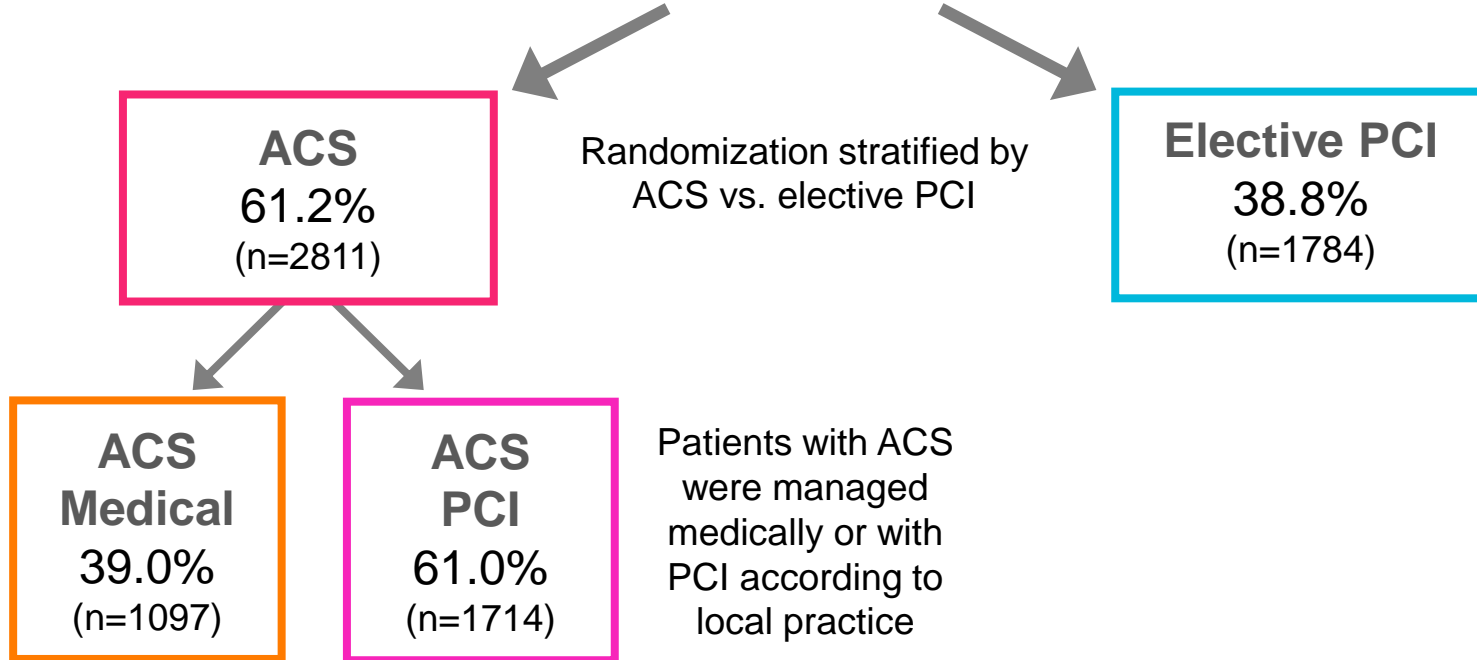 ACS
61.2%
(n=2811)
Randomization stratified by
ACS vs. elective PCI
Elective PCI
38.8%
(n=1784)
ACS
Medical
39.0%
(n=1097)
ACS
PCI
61.0%
(n=1714)
Patients with ACS
were managed
medically or with
PCI according to
local practice